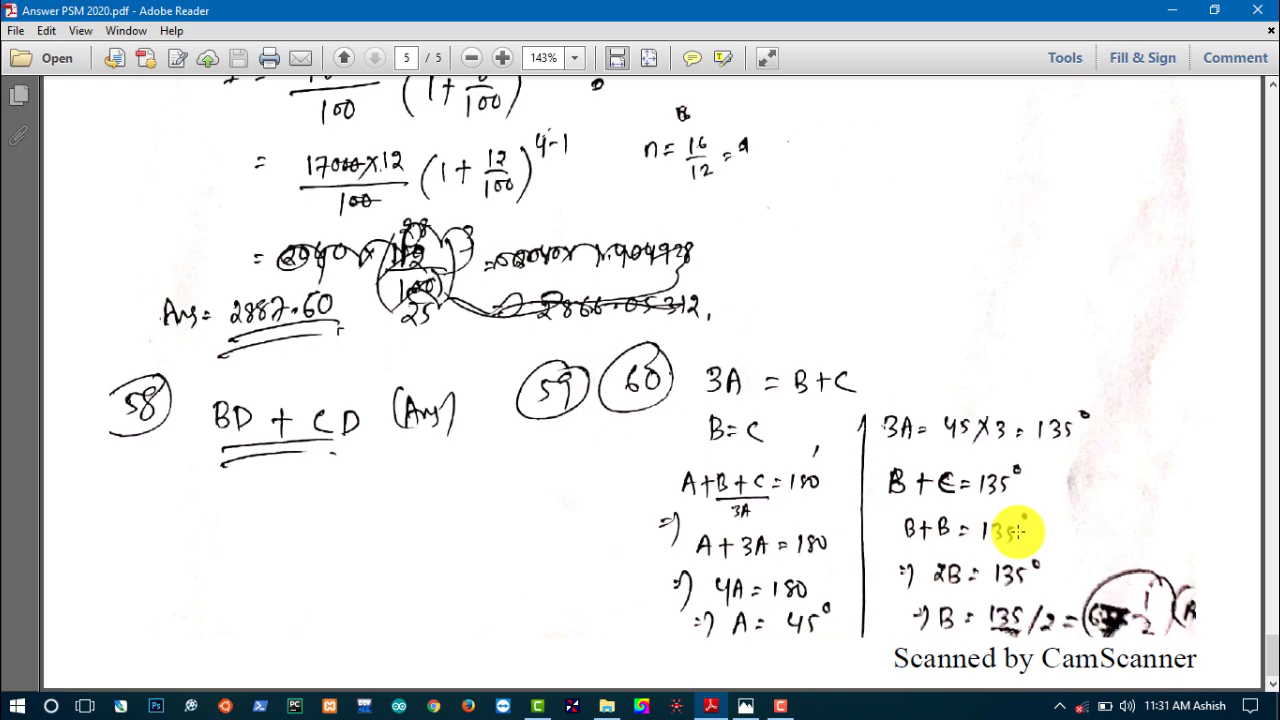 Answer PSM 2020.pdf - Adobe Reader
File Edit View Window Help
Open 5 / 5 143% Tools Fill & Sign Comment
100 (1 + /100)
= 17000×12 / 100 (1 + 12/100)^4-1
n = 16/12 = 
Ans = 2887.60
58 BD + CD (Ans)
59 60 3A = B+C
B = C
A+B+C = 180
3A
=> A + 3A = 180
=> 4A = 180
=> A = 45°
3A = 45 × 3 = 135°
B + C = 135°
B+B = 135°
=> 2B = 135°
=> B = 135/2 =
Scanned by CamScanner
11:31 AM Ashish